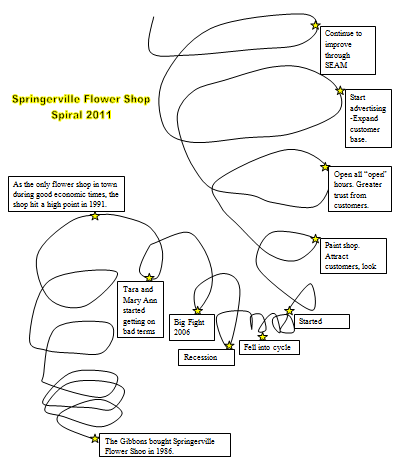 Continue to
improve
through
SEAM
Springerville Flower Shop
Spiral 2011
Start
advertising
-Expand
customer
base.
Open all “open”
hours. Greater
trust from
customers.
As the only flower shop in town
during good economic times, the
shop hit a high point in 1991.
Paint shop.
Attract
customers, look
Tara and
Mary Ann
started
getting on
bad terms
Big Fight
2006
Started
Fell into cycle
Recession
The Gibbons bought Springerville
Flower Shop in 1986.